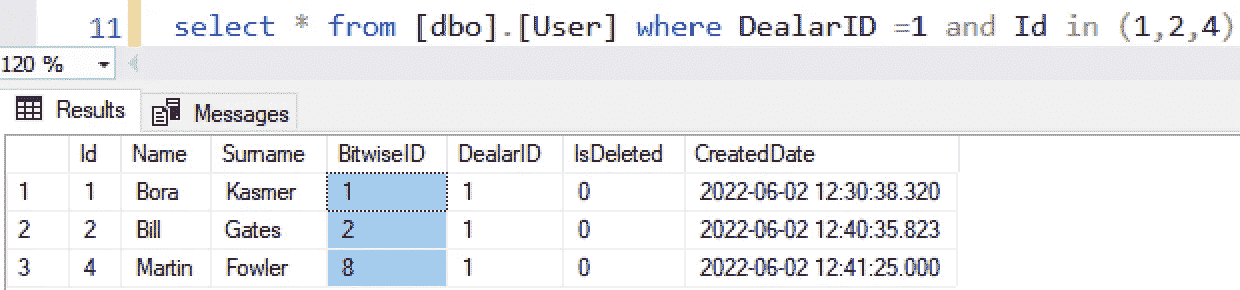 11 select * from [dbo].[User] where DealarID =1 and Id in (1,2,4)
120 %
Results Messages
Id Name Surname BitwiseID DealarID IsDeleted CreatedDate
1 1 Bora Kasmer 1 1 0 2022-06-02 12:30:38.320
2 2 Bill Gates 2 1 0 2022-06-02 12:40:35.823
3 4 Martin Fowler 8 1 0 2022-06-02 12:41:25.000